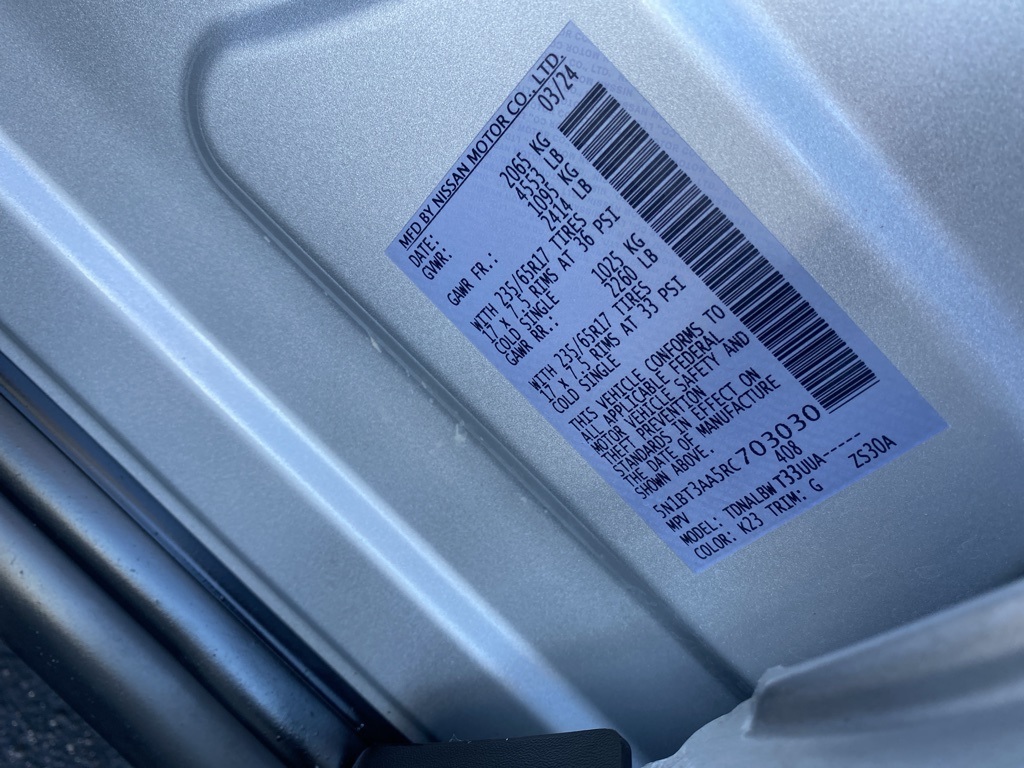 MFD BY NISSAN MOTOR CO., LTD.
DATE: 03/24
GVWR: 2065 KG
4553 LB
GAWR FR.: 1095 KG
2414 LB
WITH 235/65R17 TIRES
17 X 7.5 RIMS AT 36 PSI
COLD SINGLE
GAWR RR.: 1025 KG
2260 LB
WITH 235/65R17 TIRES
17 X 7.5 RIMS AT 33 PSI
COLD SINGLE
THIS VEHICLE CONFORMS TO
ALL APPLICABLE FEDERAL
MOTOR VEHICLE SAFETY AND
THEFT PREVENTION
STANDARDS IN EFFECT ON
THE DATE OF MANUFACTURE
SHOWN ABOVE.
5N1BT3AA5RC703030
MPV 408
MODEL: TDNALBWT33UUA-----
COLOR: K23 TRIM: G ZS30A